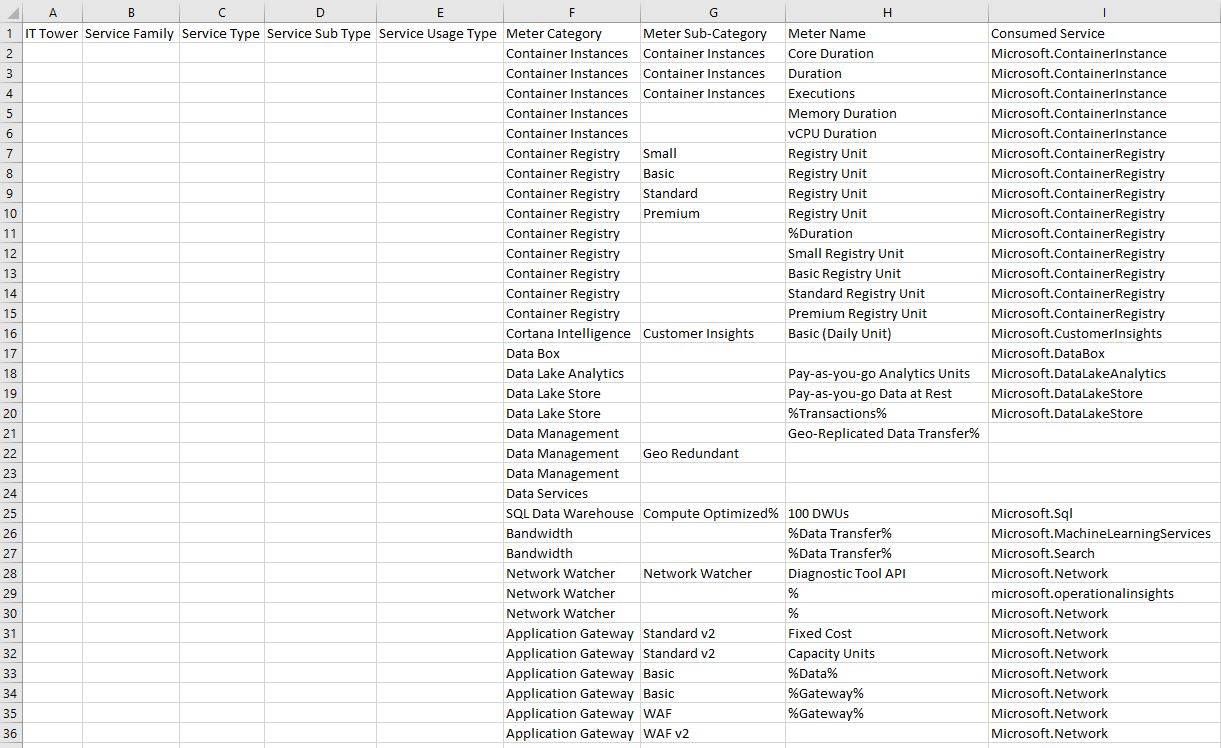 A B C D E F G H I
1 IT Tower Service Family Service Type Service Sub Type Service Usage Type Meter Category Meter Sub-Category Meter Name Consumed Service
2 Container Instances Container Instances Core Duration Microsoft.ContainerInstance
3 Container Instances Container Instances Duration Microsoft.ContainerInstance
4 Container Instances Container Instances Executions Microsoft.ContainerInstance
5 Container Instances Memory Duration Microsoft.ContainerInstance
6 Container Instances vCPU Duration Microsoft.ContainerInstance
7 Container Registry Small Registry Unit Microsoft.ContainerRegistry
8 Container Registry Basic Registry Unit Microsoft.ContainerRegistry
9 Container Registry Standard Registry Unit Microsoft.ContainerRegistry
10 Container Registry Premium Registry Unit Microsoft.ContainerRegistry
11 Container Registry %Duration Microsoft.ContainerRegistry
12 Container Registry Small Registry Unit Microsoft.ContainerRegistry
13 Container Registry Basic Registry Unit Microsoft.ContainerRegistry
14 Container Registry Standard Registry Unit Microsoft.ContainerRegistry
15 Container Registry Premium Registry Unit Microsoft.ContainerRegistry
16 Cortana Intelligence Customer Insights Basic (Daily Unit) Microsoft.CustomerInsights
17 Data Box Microsoft.DataBox
18 Data Lake Analytics Pay-as-you-go Analytics Units Microsoft.DataLakeAnalytics
19 Data Lake Store Pay-as-you-go Data at Rest Microsoft.DataLakeStore
20 Data Lake Store %Transactions% Microsoft.DataLakeStore
21 Data Management Geo-Replicated Data Transfer%
22 Data Management Geo Redundant
23 Data Management
24 Data Services
25 SQL Data Warehouse Compute Optimized% 100 DWUs Microsoft.Sql
26 Bandwidth %Data Transfer% Microsoft.MachineLearningServices
27 Bandwidth %Data Transfer% Microsoft.Search
28 Network Watcher Network Watcher Diagnostic Tool API Microsoft.Network
29 Network Watcher % microsoft.operationalinsights
30 Network Watcher % Microsoft.Network
31 Application Gateway Standard v2 Fixed Cost Microsoft.Network
32 Application Gateway Standard v2 Capacity Units Microsoft.Network
33 Application Gateway Basic %Data% Microsoft.Network
34 Application Gateway Basic %Gateway% Microsoft.Network
35 Application Gateway WAF %Gateway% Microsoft.Network
36 Application Gateway WAF v2 Microsoft.Network